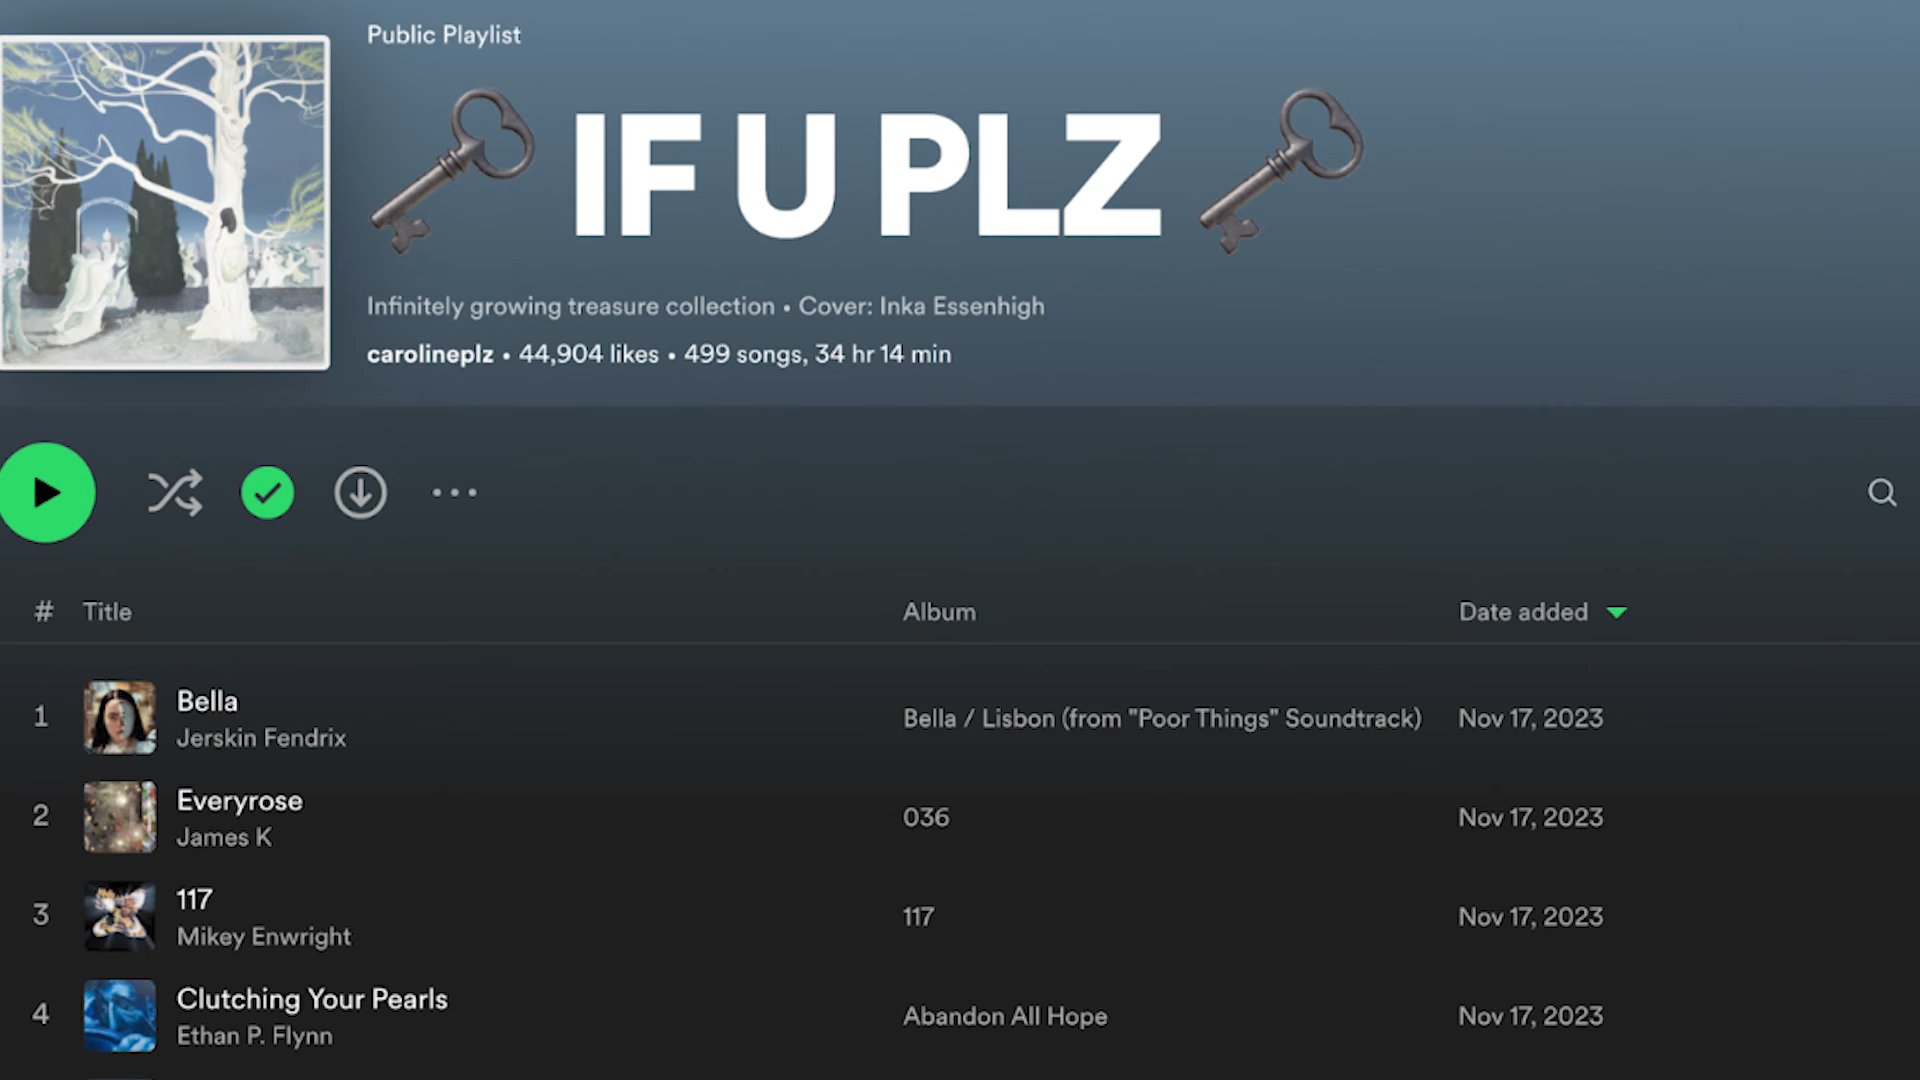 Public Playlist
IF U PLZ
Infinitely growing treasure collection • Cover: Inka Essenhigh
carolineplz • 44,904 likes • 499 songs, 34 hr 14 min
# Title Album Date added
1 Bella Bella / Lisbon (from "Poor Things" Soundtrack) Nov 17, 2023
Jerskin Fendrix
2 Everyrose 036 Nov 17, 2023
James K
3 117 117 Nov 17, 2023
Mikey Enwright
4 Clutching Your Pearls Abandon All Hope Nov 17, 2023
Ethan P. Flynn